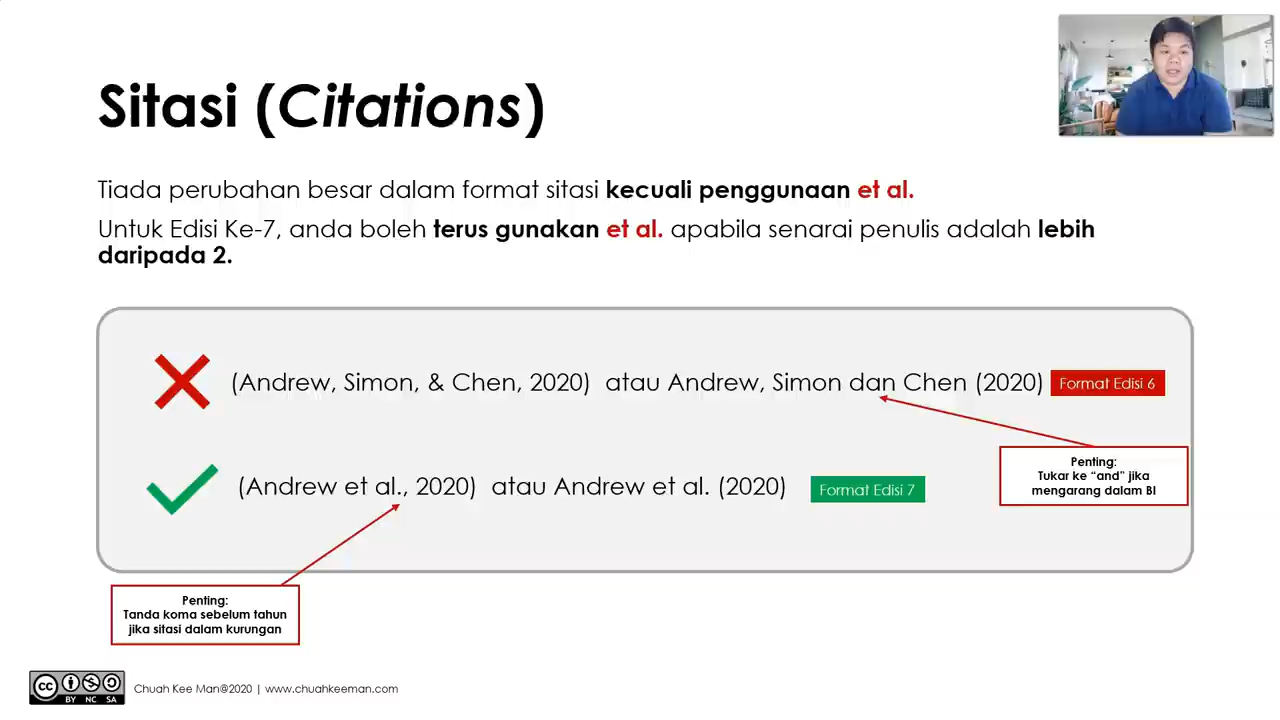 Sitasi (Citations)
Tiada perubahan besar dalam format sitasi kecuali penggunaan et al.
Untuk Edisi Ke-7, anda boleh terus gunakan et al. apabila senarai penulis adalah lebih
daripada 2.
(Andrew, Simon, & Chen, 2020) atau Andrew, Simon dan Chen (2020) Format Edisi 6
Penting:
Tukar ke “and” jika
mengarang dalam BI
(Andrew et al., 2020) atau Andrew et al. (2020) Format Edisi 7
Penting:
Tanda koma sebelum tahun
jika sitasi dalam kurungan
cc BY NC SA
Chuah Kee Man@2020 | www.chuahkeeman.com